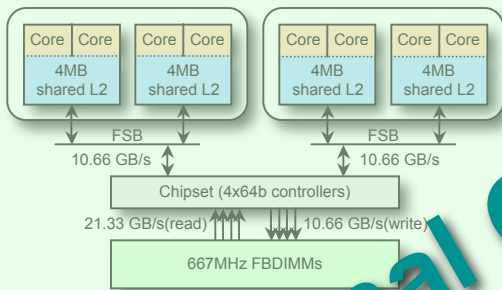 Core Core Core Core Core Core Core Core
4MB shared L2 4MB shared L2 4MB shared L2 4MB shared L2
FSB FSB
10.66 GB/s 10.66 GB/s
Chipset (4x64b controllers)
21.33 GB/s(read) 10.66 GB/s(write)
667MHz FBDIMMs